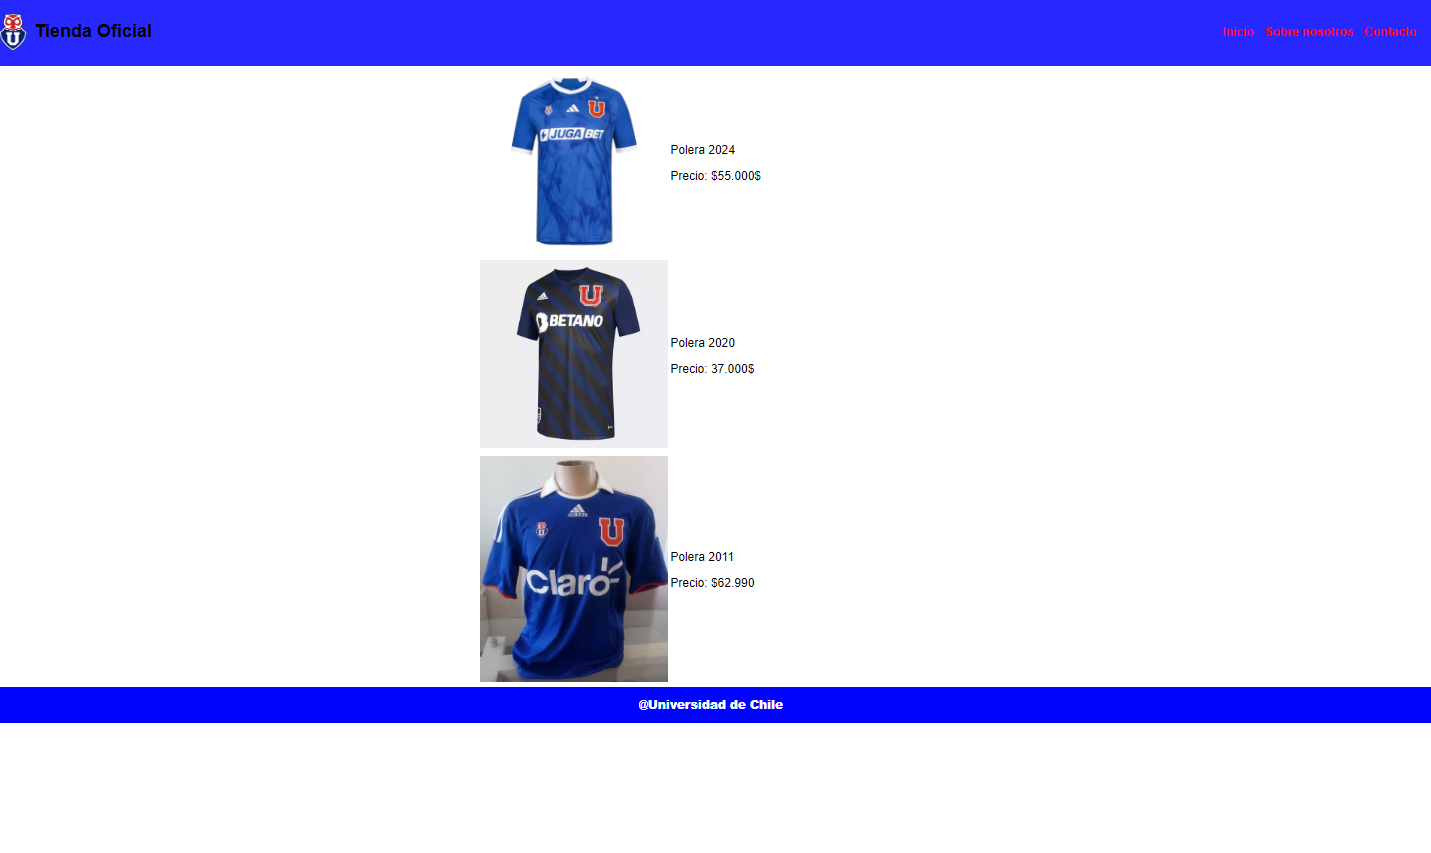 U
Tienda Oficial
Inicio Sobre nosotros Contacto
U
JUGABET
Polera 2024
Precio: $55.000$
U
BETANO
Polera 2020
Precio: 37.000$
adidas
U
U
Claro
Polera 2011
Precio: $62.990
@Universidad de Chile